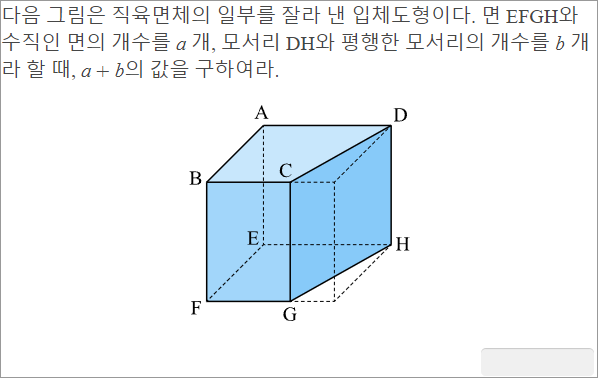 다음 그림은 직육면체의 일부를 잘라 낸 입체도형이다. 면 EFGH와
수직인 면의 개수를 a 개, 모서리 DH와 평행한 모서리의 개수를 b 개
라 할 때, a + b의 값을 구하여라.
A
D
B
C
E
H
F
G